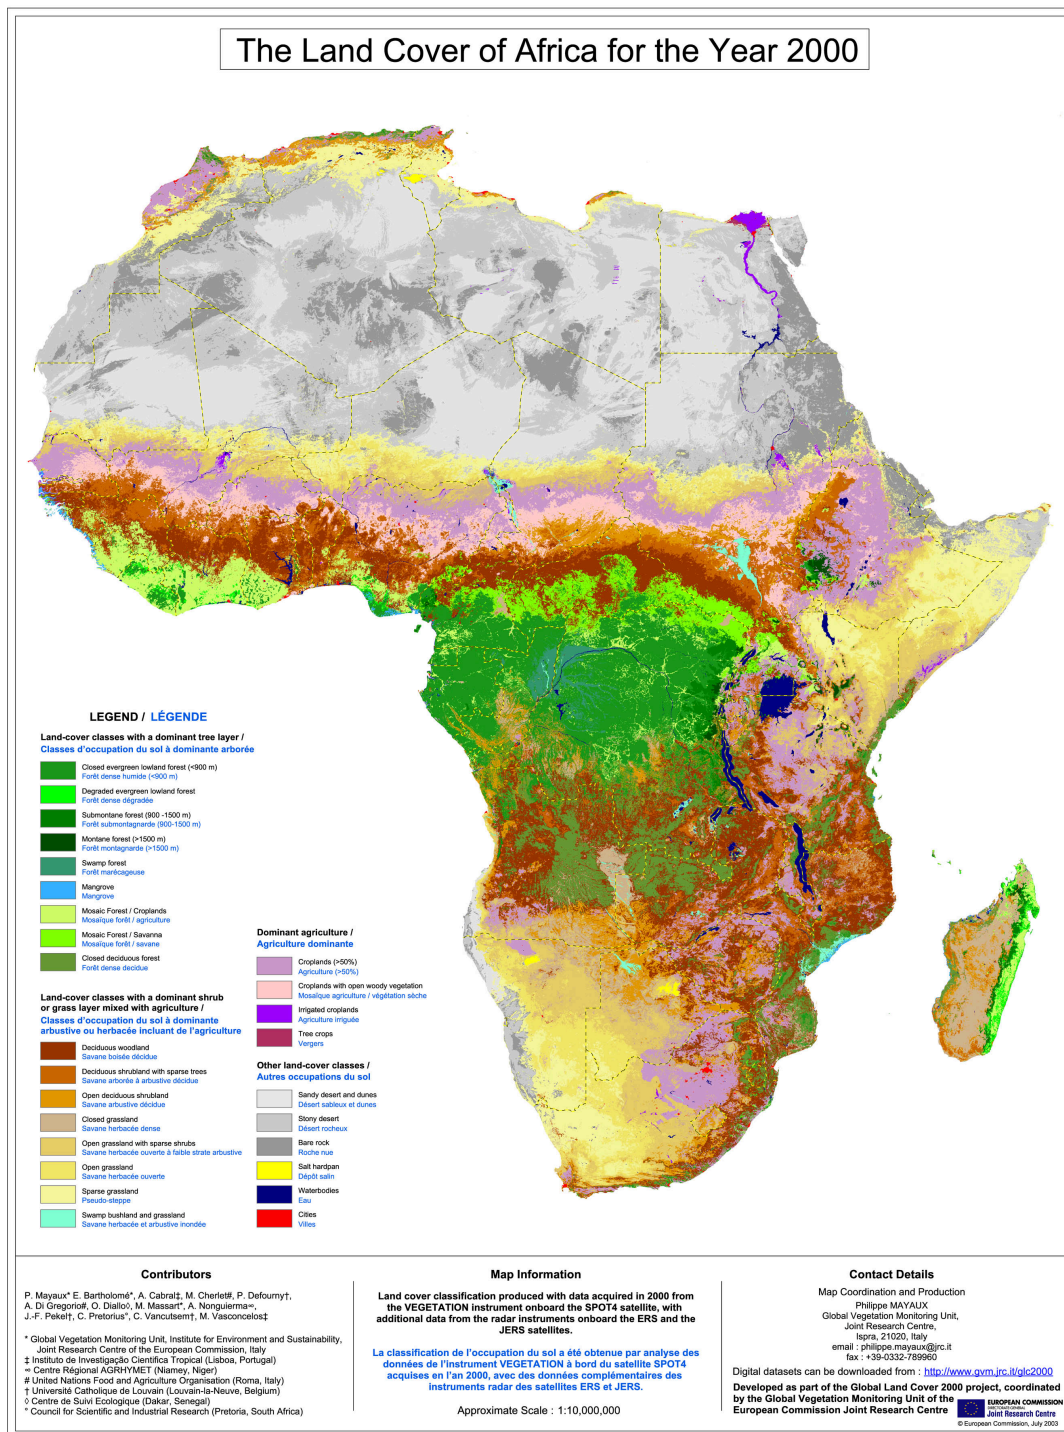 The Land Cover of Africa for the Year 2000
LEGEND / LÉGENDE
Land-cover classes with a dominant tree layer /
Classes d'occupation du sol à dominante arborée
Closed evergreen lowland forest (<900 m)
Forêt dense humide (<900 m)
Degraded evergreen lowland forest
Forêt dense dégradée
Submontane forest (900 -1500 m)
Forêt submontagnarde (900-1500 m)
Montane forest (>1500 m)
Forêt montagnarde (>1500 m)
Swamp forest
Forêt marécageuse
Mangrove
Mangrove
Mosaic Forest / Croplands
Mosaïque forêt / agriculture
Mosaic Forest / Savanna
Mosaïque forêt / savane
Closed deciduous forest
Forêt dense decidue
Land-cover classes with a dominant shrub
or grass layer mixed with agriculture /
Classes d'occupation du sol à dominante
arbustive ou herbacée incluant de l'agriculture
Deciduous woodland
Savane boisée décidue
Deciduous shrubland with sparse trees
Savane arborée à arbustive décidue
Open deciduous shrubland
Savane arbustive décidue
Closed grassland
Savane herbacée dense
Open grassland with sparse shrubs
Savane herbacée ouverte à faible strate arbustive
Open grassland
Savane herbacée ouverte
Sparse grassland
Pseudo-steppe
Swamp bushland and grassland
Savane herbacée et arbustive inondée
Dominant agriculture /
Agriculture dominante
Croplands (>50%)
Agriculture (>50%)
Croplands with open woody vegetation
Mosaïque agriculture / végétation sèche
Irrigated croplands
Agriculture irriguée
Tree crops
Vergers
Other land-cover classes /
Autres occupations du sol
Sandy desert and dunes
Désert sableux et dunes
Stony desert
Désert rocheux
Bare rock
Roche nue
Salt hardpan
Dépôt salin
Waterbodies
Eau
Cities
Villes
Contributors
P. Mayaux* E. Bartholomé*, A. Cabral‡, M. Cherlet#, P. Defourny†,
A. Di Gregorio#, O. Diallo◊, M. Massart*, A. Nonguierma∞,
J.-F. Pekel†, C. Pretorius°, C. Vancutsem†, M. Vasconcelos‡
* Global Vegetation Monitoring Unit, Institute for Environment and Sustainability,
Joint Research Centre of the European Commission, Italy
‡ Instituto de Investigação Cientifica Tropical (Lisboa, Portugal)
∞ Centre Régional AGRHYMET (Niamey, Niger)
# United Nations Food and Agriculture Organisation (Roma, Italy)
† Université Catholique de Louvain (Louvain-la-Neuve, Belgium)
◊ Centre de Suivi Ecologique (Dakar, Senegal)
° Council for Scientific and Industrial Research (Pretoria, South Africa)
Map Information
Land cover classification produced with data acquired in 2000 from
the VEGETATION instrument onboard the SPOT4 satellite, with
additional data from the radar instruments onboard the ERS and the
JERS satellites.
La classification de l'occupation du sol a été obtenue par analyse des
données de l'instrument VEGETATION à bord du satellite SPOT4
acquises en l'an 2000, avec des données complémentaires des
instruments radar des satellites ERS et JERS.
Approximate Scale : 1:10,000,000
Contact Details
Map Coordination and Production
Philippe MAYAUX
Global Vegetation Monitoring Unit,
Joint Research Centre,
Ispra, 21020, Italy
email : philippe.mayaux@jrc.it
fax : +39-0332-789960
Digital datasets can be downloaded from : http://www.gvm.jrc.it/glc2000
Developed as part of the Global Land Cover 2000 project, coordinated
by the Global Vegetation Monitoring Unit of the
European Commission Joint Research Centre
EUROPEAN COMMISSION
DIRECTORATE-GENERAL
Joint Research Centre
© European Commission, July 2003